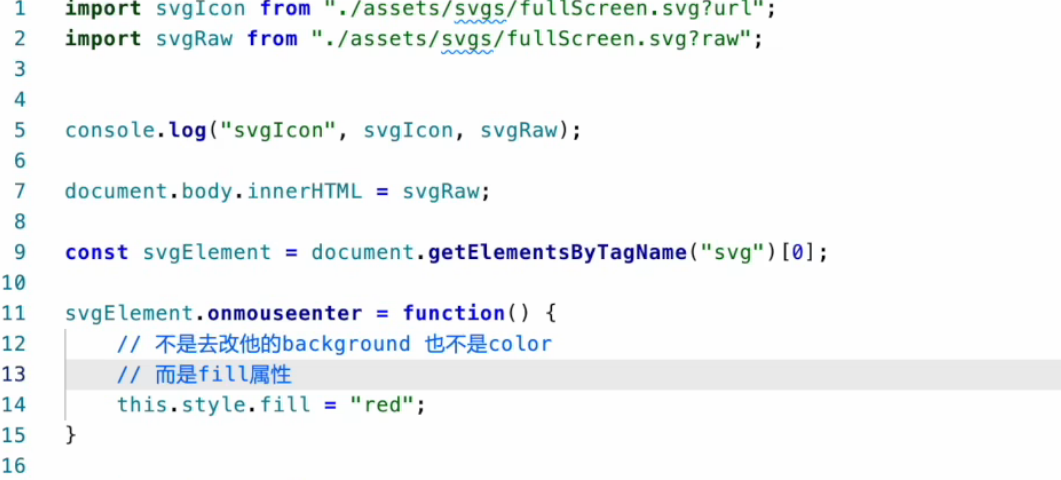 1 import svgIcon from "./assets/svgs/fullScreen.svg?url";
2 import svgRaw from "./assets/svgs/fullScreen.svg?raw";
3
4
5 console.log("svgIcon", svgIcon, svgRaw);
6
7 document.body.innerHTML = svgRaw;
8
9 const svgElement = document.getElementsByTagName("svg")[0];
10
11 svgElement.onmouseenter = function() {
12     // 不是去改他的background 也不是color
13     // 而是fill属性
14     this.style.fill = "red";
15 }
16